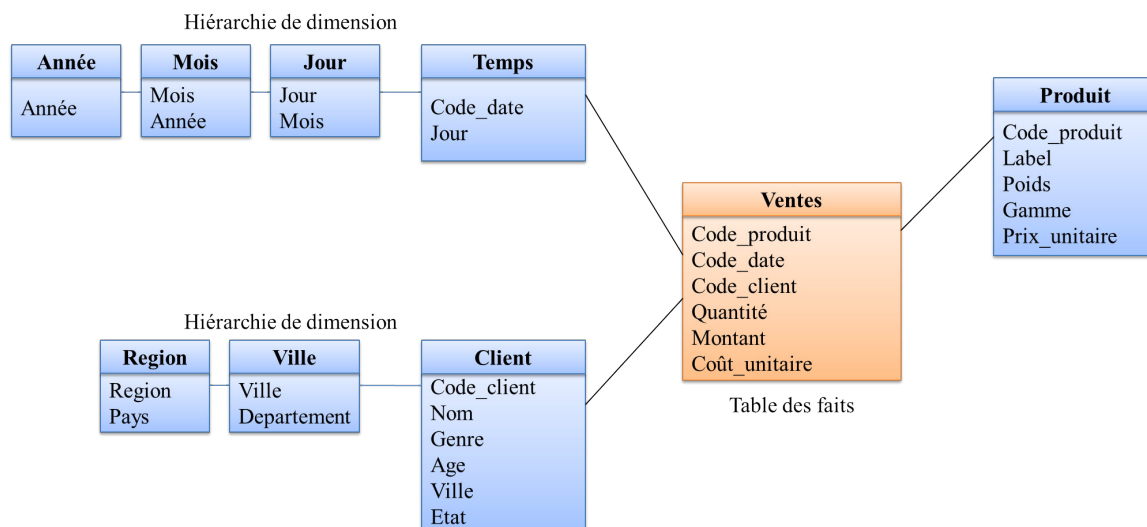 Hiérarchie de dimension
Année
Année
Mois
Mois
Année
Jour
Jour
Mois
Temps
Code_date
Jour
Produit
Code_produit
Label
Poids
Gamme
Prix_unitaire
Ventes
Code_produit
Code_date
Code_client
Quantité
Montant
Coût_unitaire
Table des faits
Hiérarchie de dimension
Region
Region
Pays
Ville
Ville
Departement
Client
Code_client
Nom
Genre
Age
Ville
Etat